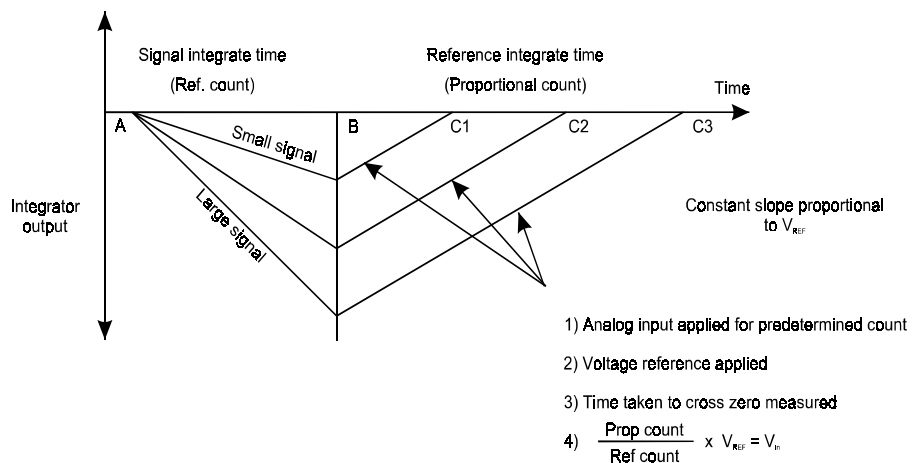 Signal integrate time
(Ref. count)
Reference integrate time
(Proportional count)
Time
A
B
C1
C2
C3
Small signal
Large signal
Integrator
output
Constant slope proportional
to VREF
1) Analog input applied for predetermined count
2) Voltage reference applied
3) Time taken to cross zero measured
4) Prop count
Ref count
x VREF = VIn